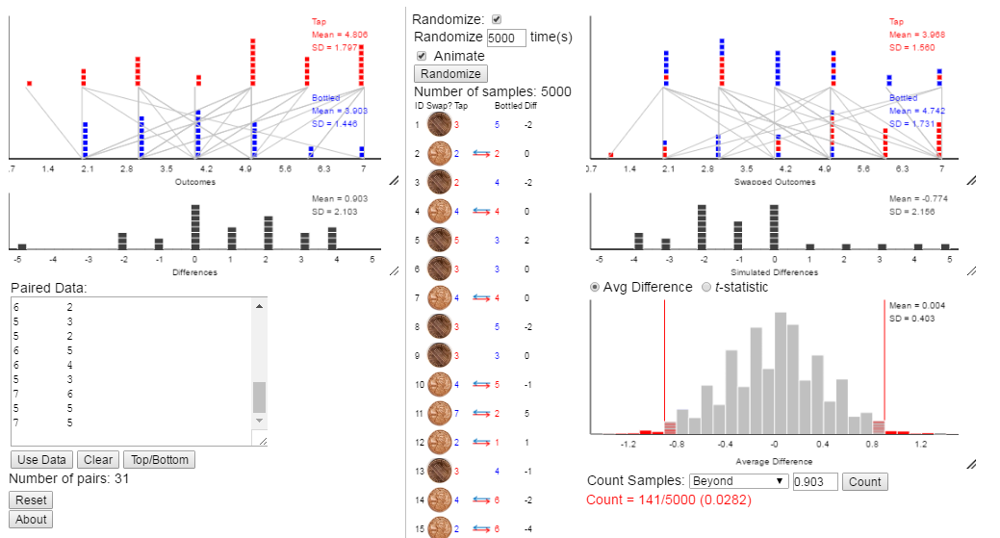 Tap
Mean = 4.806
SD = 1.797
Bottled
Mean = 3.903
SD = 1.446
.7 1.4 2.1 2.8 3.5 4.2 4.9 5.6 6.3 7
Outcomes
Mean = 0.903
SD = 2.103
-5 -4 -3 -2 -1 0 1 2 3 4 5
Differences
Paired Data:
6 2
5 3
5 2
6 5
6 4
5 3
7 6
5 5
7 5
Use Data Clear Top/Bottom
Number of pairs: 31
Reset
About
Randomize:
Randomize 5000 time(s)
Animate
Randomize
Number of samples: 5000
ID Swap? Tap Bottled Diff
1 3 5 -2
2 2 2 0
3 2 4 -2
4 4 4 0
5 5 3 2
6 3 3 0
7 4 4 0
8 3 5 -2
9 3 3 0
10 4 5 -1
11 7 2 5
12 2 1 1
13 3 4 -1
14 4 6 -2
15 2 6 -4
Tap
Mean = 3.968
SD = 1.560
Bottled
Mean = 4.742
SD = 1.731
0.7 1.4 2.1 2.8 3.5 4.2 4.9 5.6 6.3 7
Swapped Outcomes
Mean = -0.774
SD = 2.156
-5 -4 -3 -2 -1 0 1 2 3 4 5
Simulated Differences
Avg Difference t-statistic
Mean = 0.004
SD = 0.403
-1.2 -0.8 -0.4 -0 0.4 0.8 1.2
Average Difference
Count Samples: Beyond 0.903 Count
Count = 141/5000 (0.0282)